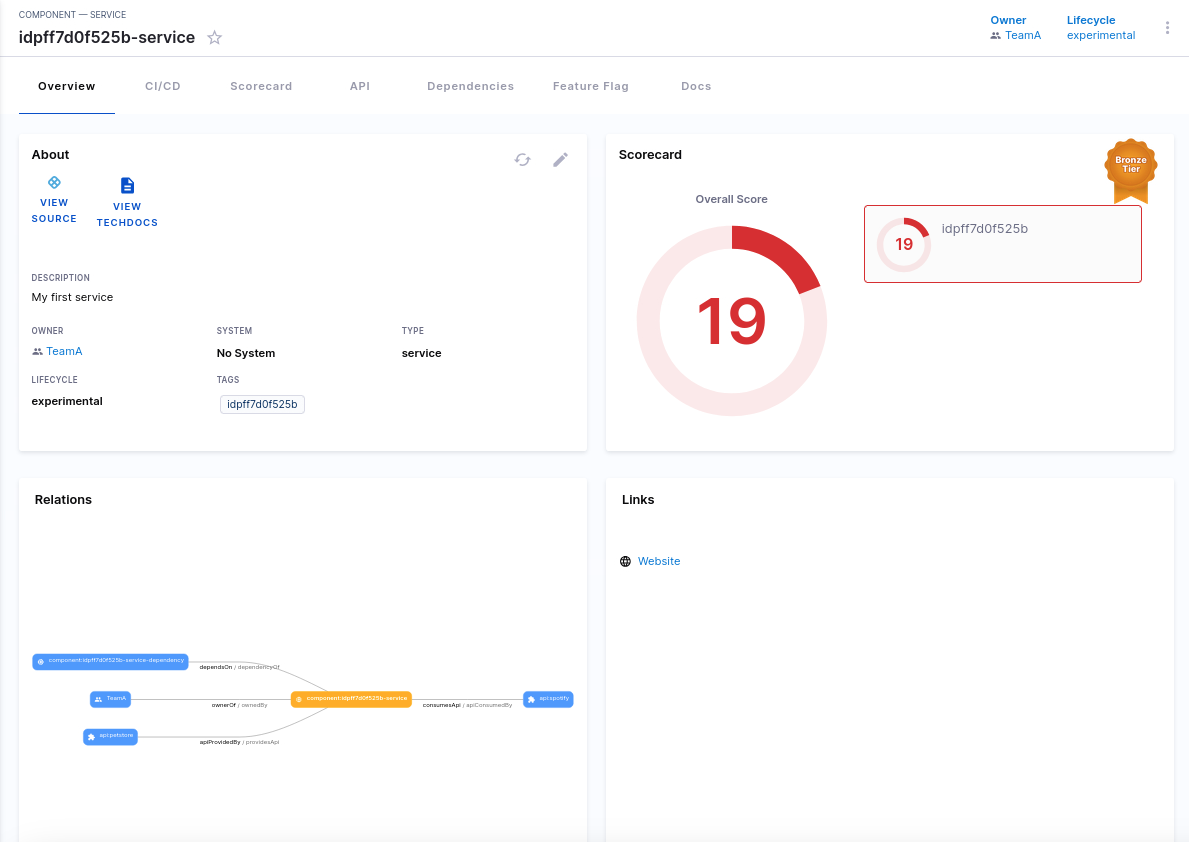 COMPONENT — SERVICE
idpff7d0f525b-service
Owner
TeamA
Lifecycle
experimental
Overview
CI/CD
Scorecard
API
Dependencies
Feature Flag
Docs
About
VIEW
SOURCE
VIEW
TECHDOCS
DESCRIPTION
My first service
OWNER
TeamA
SYSTEM
No System
TYPE
service
LIFECYCLE
experimental
TAGS
idpff7d0f525b
Scorecard
Bronze
Tier
Overall Score
19
19
idpff7d0f525b
Relations
component:idpff7d0f525b-service-dependency
dependsOn / dependencyOf
TeamA
ownerOf / ownedBy
component:idpff7d0f525b-service
consumesApi / apiConsumedBy
api:spotify
api:petstore
apiProvidedBy / providesApi
Links
Website